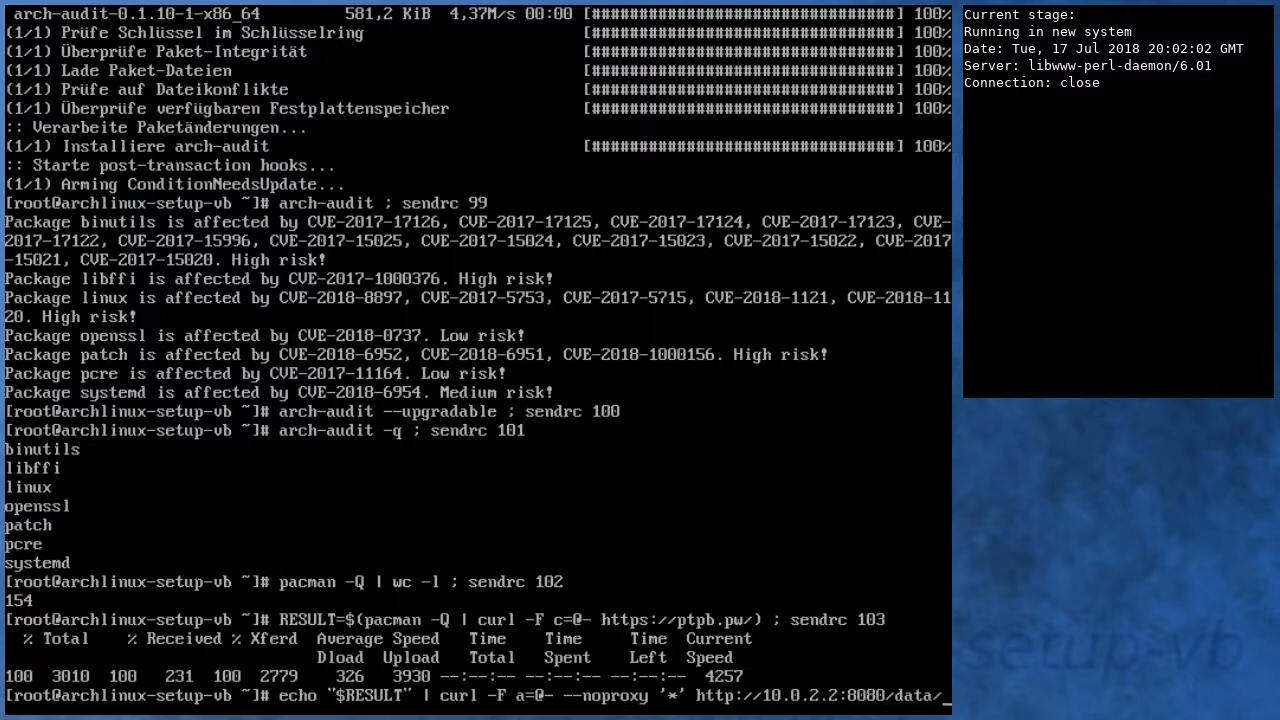 arch-audit-0.1.10-1-x86_64         581,2 KiB  4,37M/s 00:00 [################################] 100%
(1/1) Prüfe Schlüssel im Schlüsselring                       [################################] 100%
(1/1) Überprüfe Paket-Integrität                             [################################] 100%
(1/1) Lade Paket-Dateien                                     [################################] 100%
(1/1) Prüfe auf Dateikonflikte                               [################################] 100%
(1/1) Überprüfe verfügbaren Festplattenspeicher              [################################] 100%
:: Verarbeite Paketänderungen...
(1/1) Installiere arch-audit                                 [################################] 100%
:: Starte post-transaction hooks...
(1/1) Arming ConditionNeedsUpdate...
[root@archlinux-setup-vb ~]# arch-audit ; sendrc 99
Package binutils is affected by CVE-2017-17126, CVE-2017-17125, CVE-2017-17124, CVE-2017-17123, CVE-
2017-17122, CVE-2017-15996, CVE-2017-15025, CVE-2017-15024, CVE-2017-15023, CVE-2017-15022, CVE-2017
-15021, CVE-2017-15020. High risk!
Package libffi is affected by CVE-2017-1000376. High risk!
Package linux is affected by CVE-2018-8897, CVE-2017-5753, CVE-2017-5715, CVE-2018-1121, CVE-2018-11
20. High risk!
Package openssl is affected by CVE-2018-0737. Low risk!
Package patch is affected by CVE-2018-6952, CVE-2018-6951, CVE-2018-1000156. High risk!
Package pcre is affected by CVE-2017-11164. Low risk!
Package systemd is affected by CVE-2018-6954. Medium risk!
[root@archlinux-setup-vb ~]# arch-audit --upgradable ; sendrc 100
[root@archlinux-setup-vb ~]# arch-audit -q ; sendrc 101
binutils
libffi
linux
openssl
patch
pcre
systemd
[root@archlinux-setup-vb ~]# pacman -Q | wc -l ; sendrc 102
154
[root@archlinux-setup-vb ~]# RESULT=$(pacman -Q | curl -F c=@- https://ptpb.pw/) ; sendrc 103
  % Total    % Received % Xferd  Average Speed   Time    Time     Time  Current
                                 Dload  Upload   Total   Spent    Left  Speed
100  3010  100   231  100  2779    326   3930 --:--:-- --:--:-- --:--:--  4257
[root@archlinux-setup-vb ~]# echo "$RESULT" | curl -F a=@- --noproxy '*' http://10.0.2.2:8080/data/_
Current stage:
Running in new system
Date: Tue, 17 Jul 2018 20:02:02 GMT
Server: libwww-perl-daemon/6.01
Connection: close
setup-vb